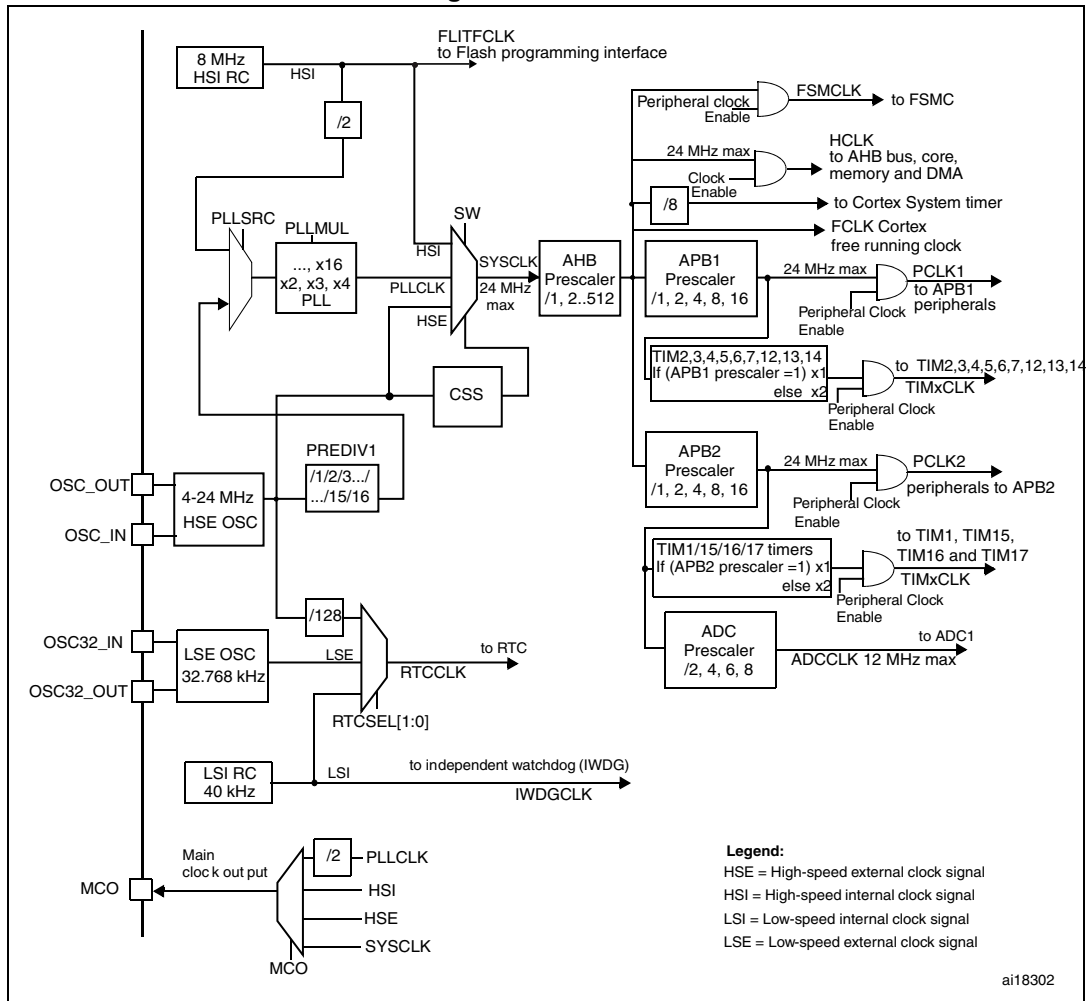 FLITFCLK
to Flash programming interface
8 MHz
HSI RC
HSI
/2
Peripheral clock
Enable
FSMCLK
to FSMC
24 MHz max
Clock
Enable
HCLK
to AHB bus, core,
memory and DMA
/8
to Cortex System timer
FCLK Cortex
free running clock
PLLSRC
PLLMUL
..., x16
x2, x3, x4
PLL
SW
HSI
PLLCLK
HSE
SYSCLK
24 MHz
max
AHB
Prescaler
/1, 2..512
APB1
Prescaler
/1, 2, 4, 8, 16
24 MHz max
Peripheral Clock
Enable
PCLK1
to APB1
peripherals
TIM2,3,4,5,6,7,12,13,14
If (APB1 prescaler =1) x1
else x2
Peripheral Clock
Enable
to TIM2,3,4,5,6,7,12,13,14
TIMxCLK
CSS
PREDIV1
/1/2/3...
.../15/16
OSC_OUT
OSC_IN
4-24 MHz
HSE OSC
APB2
Prescaler
/1, 2, 4, 8, 16
24 MHz max
Peripheral Clock
Enable
PCLK2
peripherals to APB2
TIM1/15/16/17 timers
If (APB2 prescaler =1) x1
else x2
Peripheral Clock
Enable
to TIM1, TIM15,
TIM16 and TIM17
TIMxCLK
ADC
Prescaler
/2, 4, 6, 8
to ADC1
ADCCLK 12 MHz max
/128
OSC32_IN
OSC32_OUT
LSE OSC
32.768 kHz
LSE
to RTC
RTCCLK
RTCSEL[1:0]
LSI RC
40 kHz
LSI
to independent watchdog (IWDG)
IWDGCLK
MCO
Main
clock output
/2
PLLCLK
HSI
HSE
SYSCLK
MCO
Legend:
HSE = High-speed external clock signal
HSI = High-speed internal clock signal
LSI = Low-speed internal clock signal
LSE = Low-speed external clock signal
ai18302